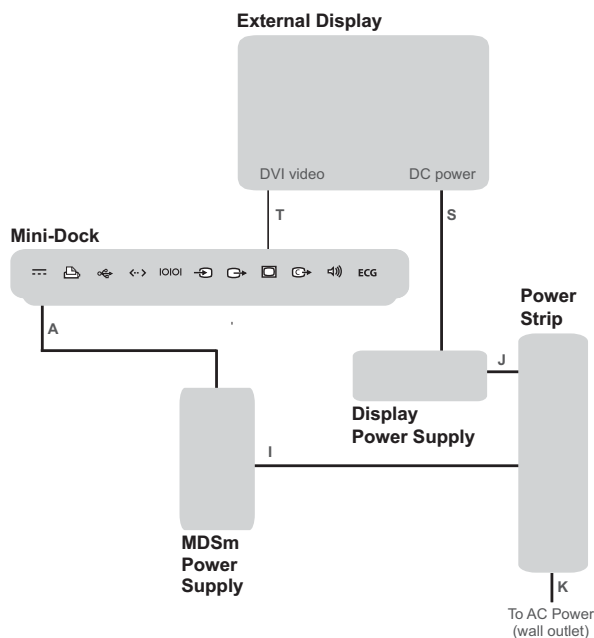 External Display
DVI video DC power
T
S
Mini-Dock
IOIOI ECG
A
Power
Strip
J
Display
Power Supply
I
MDSm
Power
Supply
K
To AC Power
(wall outlet)